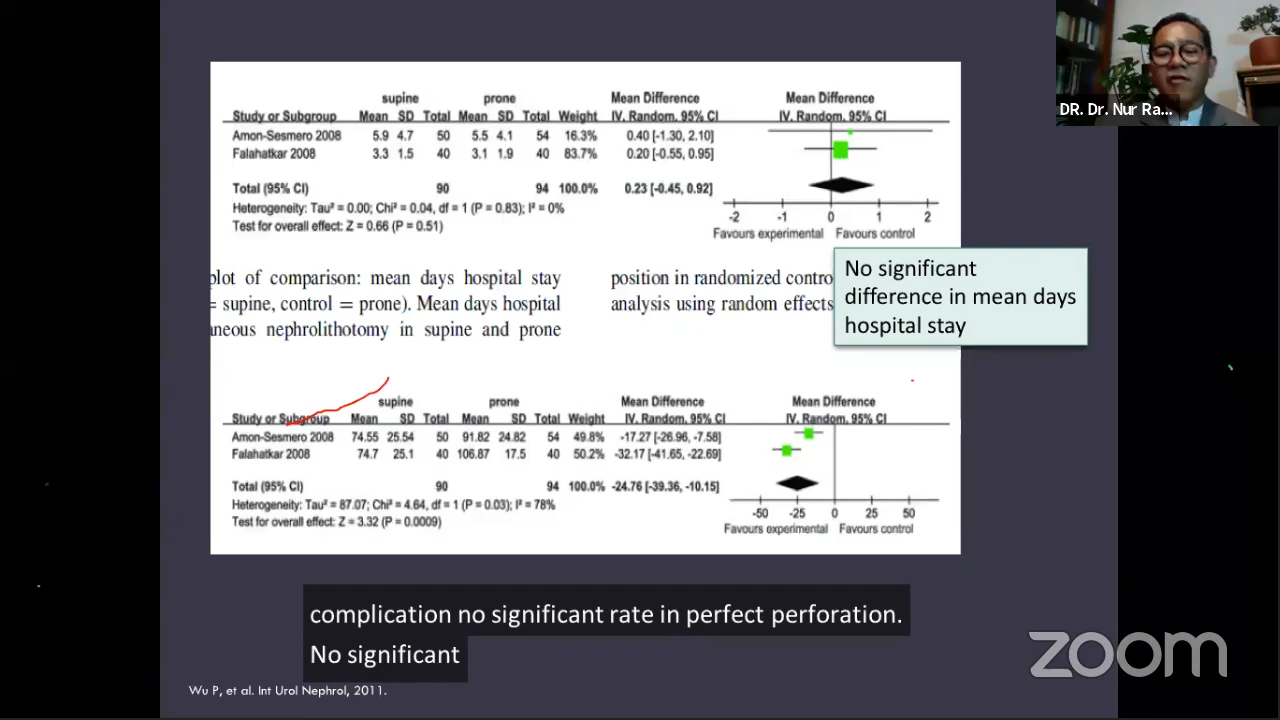 supine prone Mean Difference Mean Difference
Study or Subgroup Mean SD Total Mean SD Total Weight IV. Random. 95% CI IV. Random. 95% CI
Amon-Sesmero 2008 5.9 4.7 50 5.5 4.1 54 16.3% 0.40 [-1.30, 2.10]
Falahatkar 2008 3.3 1.5 40 3.1 1.9 40 83.7% 0.20 [-0.55, 0.95]
Total (95% CI) 90 94 100.0% 0.23 [-0.45, 0.92]
Heterogeneity: Tau² = 0.00; Chi² = 0.04, df = 1 (P = 0.83); I² = 0%
Test for overall effect: Z = 0.66 (P = 0.51)
-2 -1 0 1 2
Favours experimental Favours control
plot of comparison: mean days hospital stay
= supine, control = prone). Mean days hospital
aneous nephrolithotomy in supine and prone
position in randomized contro
analysis using random effects
No significant
difference in mean days
hospital stay
supine prone Mean Difference Mean Difference
Study or Subgroup Mean SD Total Mean SD Total Weight IV. Random. 95% CI IV. Random. 95% CI
Amon-Sesmero 2008 74.55 25.54 50 91.82 24.82 54 49.8% -17.27 [-26.96, -7.58]
Falahatkar 2008 74.7 25.1 40 106.87 17.5 40 50.2% -32.17 [-41.65, -22.69]
Total (95% CI) 90 94 100.0% -24.76 [-39.36, -10.15]
Heterogeneity: Tau² = 87.07; Chi² = 4.64, df = 1 (P = 0.03); I² = 78%
Test for overall effect: Z = 3.32 (P = 0.0009)
-50 -25 0 25 50
Favours experimental Favours control
complication no significant rate in perfect perforation.
No significant
Wu P, et al. Int Urol Nephrol, 2011.
DR. Dr. Nur Ra...
zoom